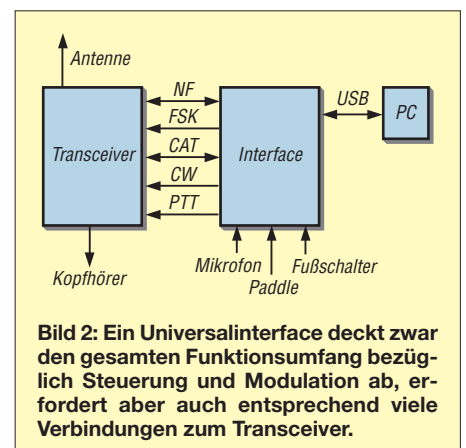 Antenne
NF
FSK
CAT
CW
PTT
Transceiver
Interface
USB
PC
Kopfhörer
Mikrofon
Paddle
Fußschalter
Bild 2: Ein Universalinterface deckt zwar
den gesamten Funktionsumfang bezüg-
lich Steuerung und Modulation ab, er-
fordert aber auch entsprechend viele
Verbindungen zum Transceiver.